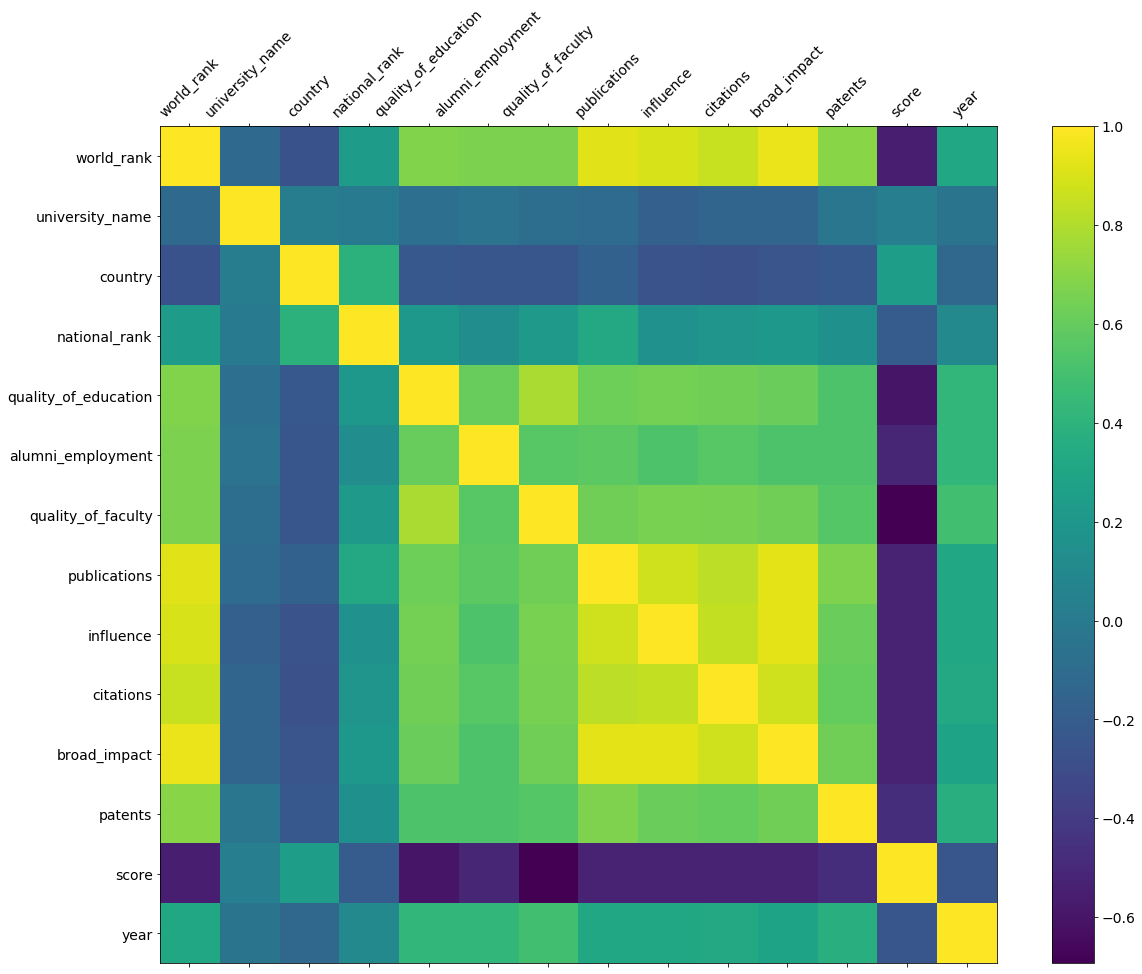 world_rank
university_name
country
national_rank
quality_of_education
alumni_employment
quality_of_faculty
publications
influence
citations
broad_impact
patents
score
year
world_rank
university_name
country
national_rank
quality_of_education
alumni_employment
quality_of_faculty
publications
influence
citations
broad_impact
patents
score
year
1.0
0.8
0.6
0.4
0.2
0.0
−0.2
−0.4
−0.6